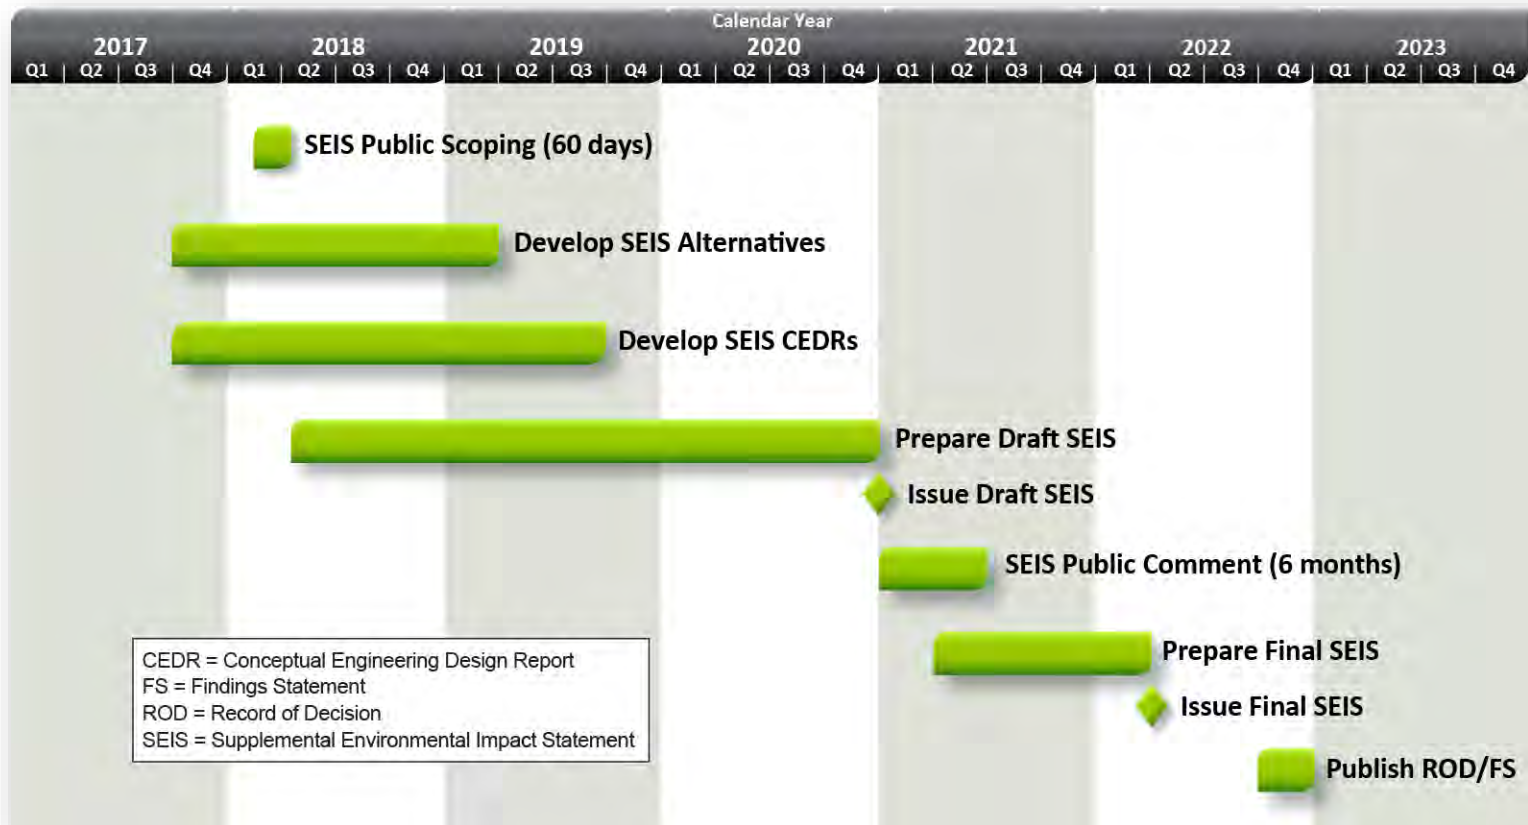 Calendar Year
2017 2018 2019 2020 2021 2022 2023
Q1 | Q2 | Q3 | Q4 | Q1 | Q2 | Q3 | Q4 | Q1 | Q2 | Q3 | Q4 | Q1 | Q2 | Q3 | Q4 | Q1 | Q2 | Q3 | Q4 | Q1 | Q2 | Q3 | Q4 | Q1 | Q2 | Q3 | Q4
SEIS Public Scoping (60 days)
Develop SEIS Alternatives
Develop SEIS CEDRs
Prepare Draft SEIS
Issue Draft SEIS
SEIS Public Comment (6 months)
Prepare Final SEIS
Issue Final SEIS
Publish ROD/FS
CEDR = Conceptual Engineering Design Report
FS = Findings Statement
ROD = Record of Decision
SEIS = Supplemental Environmental Impact Statement